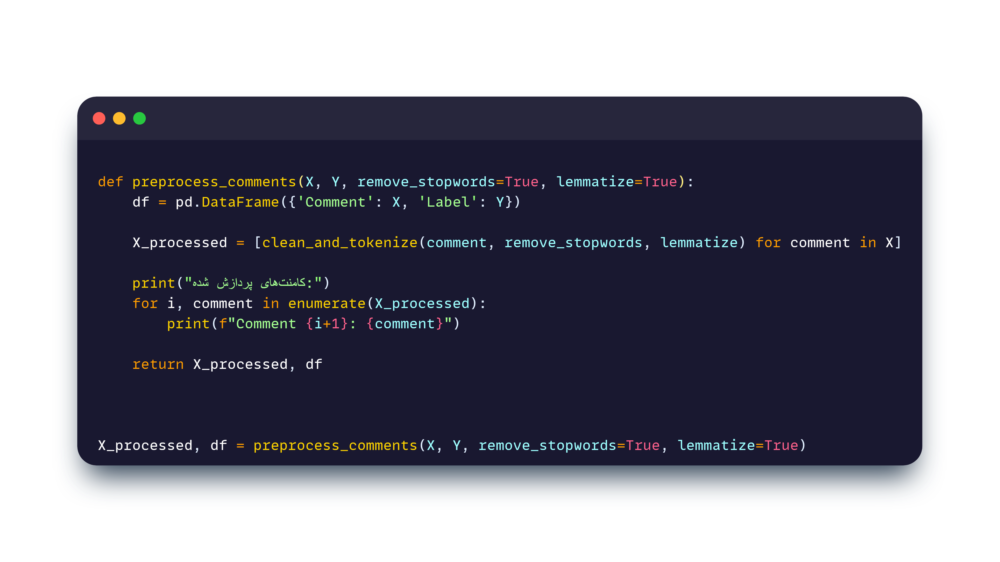 def preprocess_comments(X, Y, remove_stopwords=True, lemmatize=True):
    df = pd.DataFrame({'Comment': X, 'Label': Y})
    X_processed = [clean_and_tokenize(comment, remove_stopwords, lemmatize) for comment in X]
    print("کامنت‌های پردازش شده:")
    for i, comment in enumerate(X_processed):
        print(f"Comment {i+1}: {comment}")
    return X_processed, df
X_processed, df = preprocess_comments(X, Y, remove_stopwords=True, lemmatize=True)